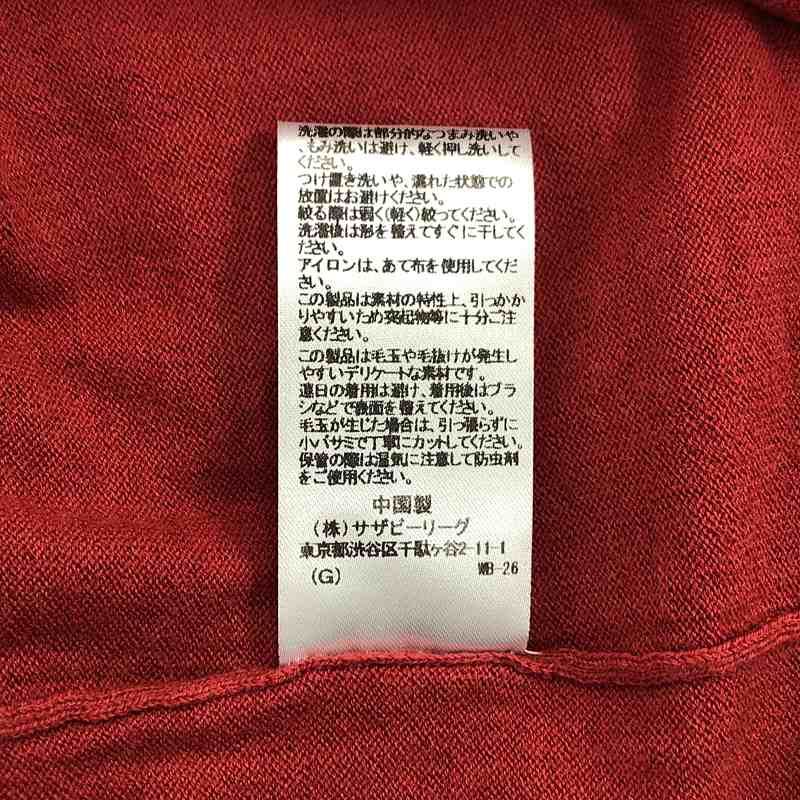 洗濯の際は部分的なつまみ洗いや
、もみ洗いは避け、軽く押し洗いして
ください。
つけ置き洗いや、濡れた状態での
放置はお避けください。
絞る際は弱く(軽く)絞ってください。
洗濯後は形を整えてすぐに干してく
ださい。
アイロンは、あて布を使用してくだ
さい。
この製品は素材の特性上、引っかか
りやすいため突起物等に十分ご注
意ください。
この製品は毛玉や毛抜けが発生し
やすいデリケートな素材です。
連日の着用は避け、着用後はブラ
シなどで表面を整えてください。
毛玉が生じた場合は、引っ張らずに
小バサミで丁寧にカットしてください。
保管の際は湿気に注意して防虫剤
をご使用ください。
中国製
(株)サザビーリーグ
東京都渋谷区千駄ヶ谷2-11-1
(G) WB-26